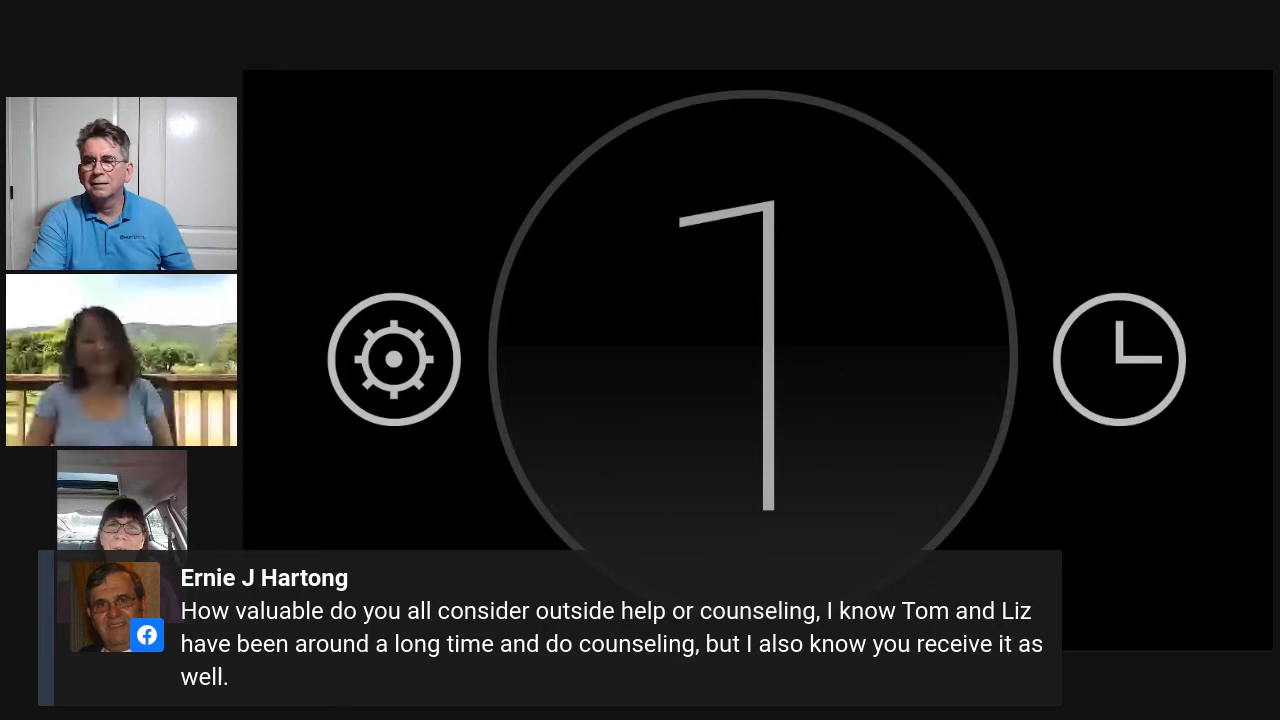 1
Ernie J Hartong
How valuable do you all consider outside help or counseling, I know Tom and Liz
have been around a long time and do counseling, but I also know you receive it as
well.